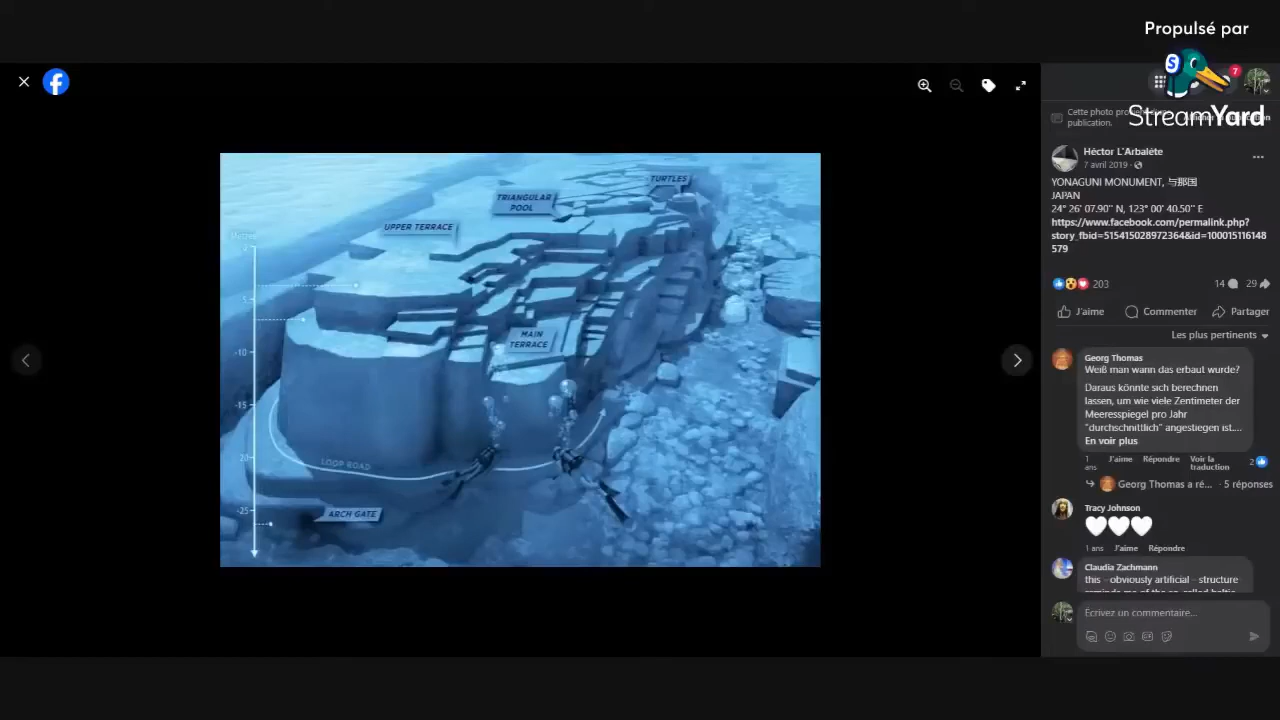 Propulsé par
StreamYard
Cette photo
publication.
Héctor L'Arbalète
7 avril 2019
YONAGUNI MONUMENT, 与那国
JAPAN
24° 26' 07.90" N, 123° 00' 40.50" E
https://www.facebook.com/permalink.php?
story_fbid=515415028972364&id=100015116148
579
203
14
29
J'aime
Commenter
Partager
Les plus pertinents
Georg Thomas
Weiß man wann das erbaut wurde?
Daraus könnte sich berechnen
lassen, um wie viele Zentimeter der
Meeresspiegel pro Jahr
"durchschnittlich" angestiegen ist....
En voir plus
1 ans J'aime Répondre Voir la traduction 2
Georg Thomas a ré... · 5 réponses
Tracy Johnson
1 ans J'aime Répondre
Claudia Zachmann
this - obviously artificial - structure
Écrivez un commentaire...
7
TURTLES
TRIANGULAR
POOL
UPPER TERRACE
MAIN
TERRACE
LOOP ROAD
ARCH GATE
-10
-15
-25